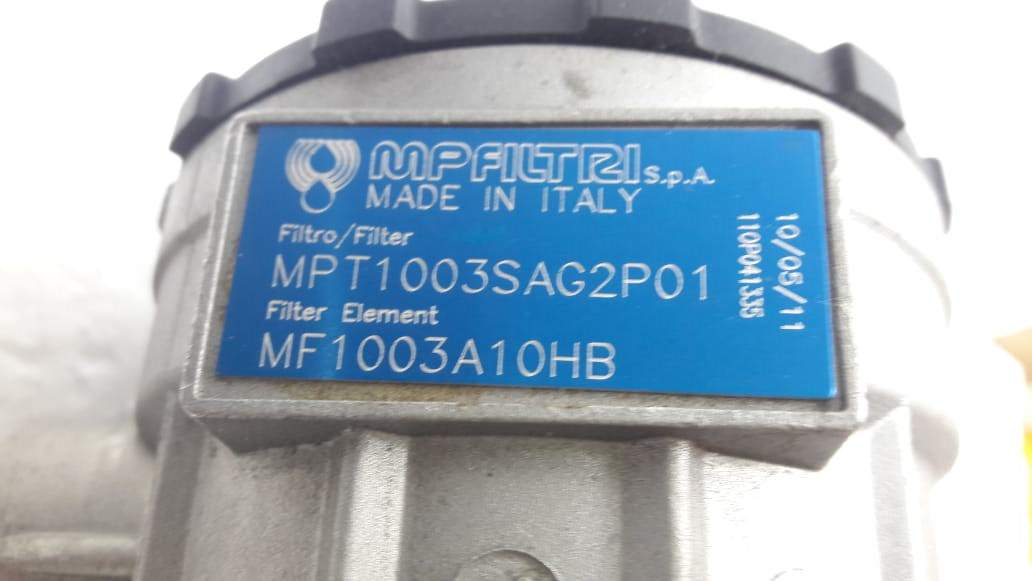 MPFILTRI S.p.A.
MADE IN ITALY
Filtro/Filter
MPT1003SAG2P01
Filter Element
MF1003A10HB
10/05/11
110P041335